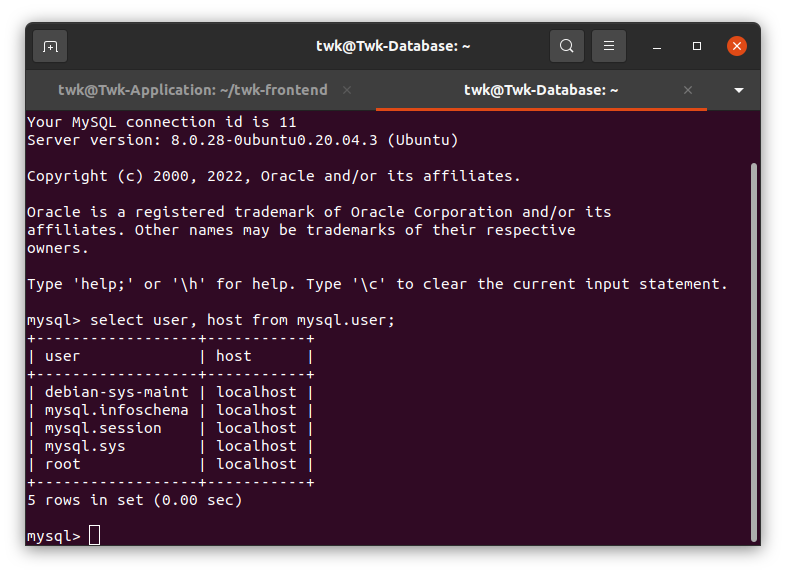 twk@Twk-Database: ~
twk@Twk-Application: ~/twk-frontend
twk@Twk-Database: ~
Your MySQL connection id is 11
Server version: 8.0.28-0ubuntu0.20.04.3 (Ubuntu)
Copyright (c) 2000, 2022, Oracle and/or its affiliates.
Oracle is a registered trademark of Oracle Corporation and/or its
affiliates. Other names may be trademarks of their respective
owners.
Type 'help;' or '\h' for help. Type '\c' to clear the current input statement.
mysql> select user, host from mysql.user;
+------------------+-----------+
| user             | host      |
+------------------+-----------+
| debian-sys-maint | localhost |
| mysql.infoschema | localhost |
| mysql.session    | localhost |
| mysql.sys        | localhost |
| root             | localhost |
+------------------+-----------+
5 rows in set (0.00 sec)
mysql>